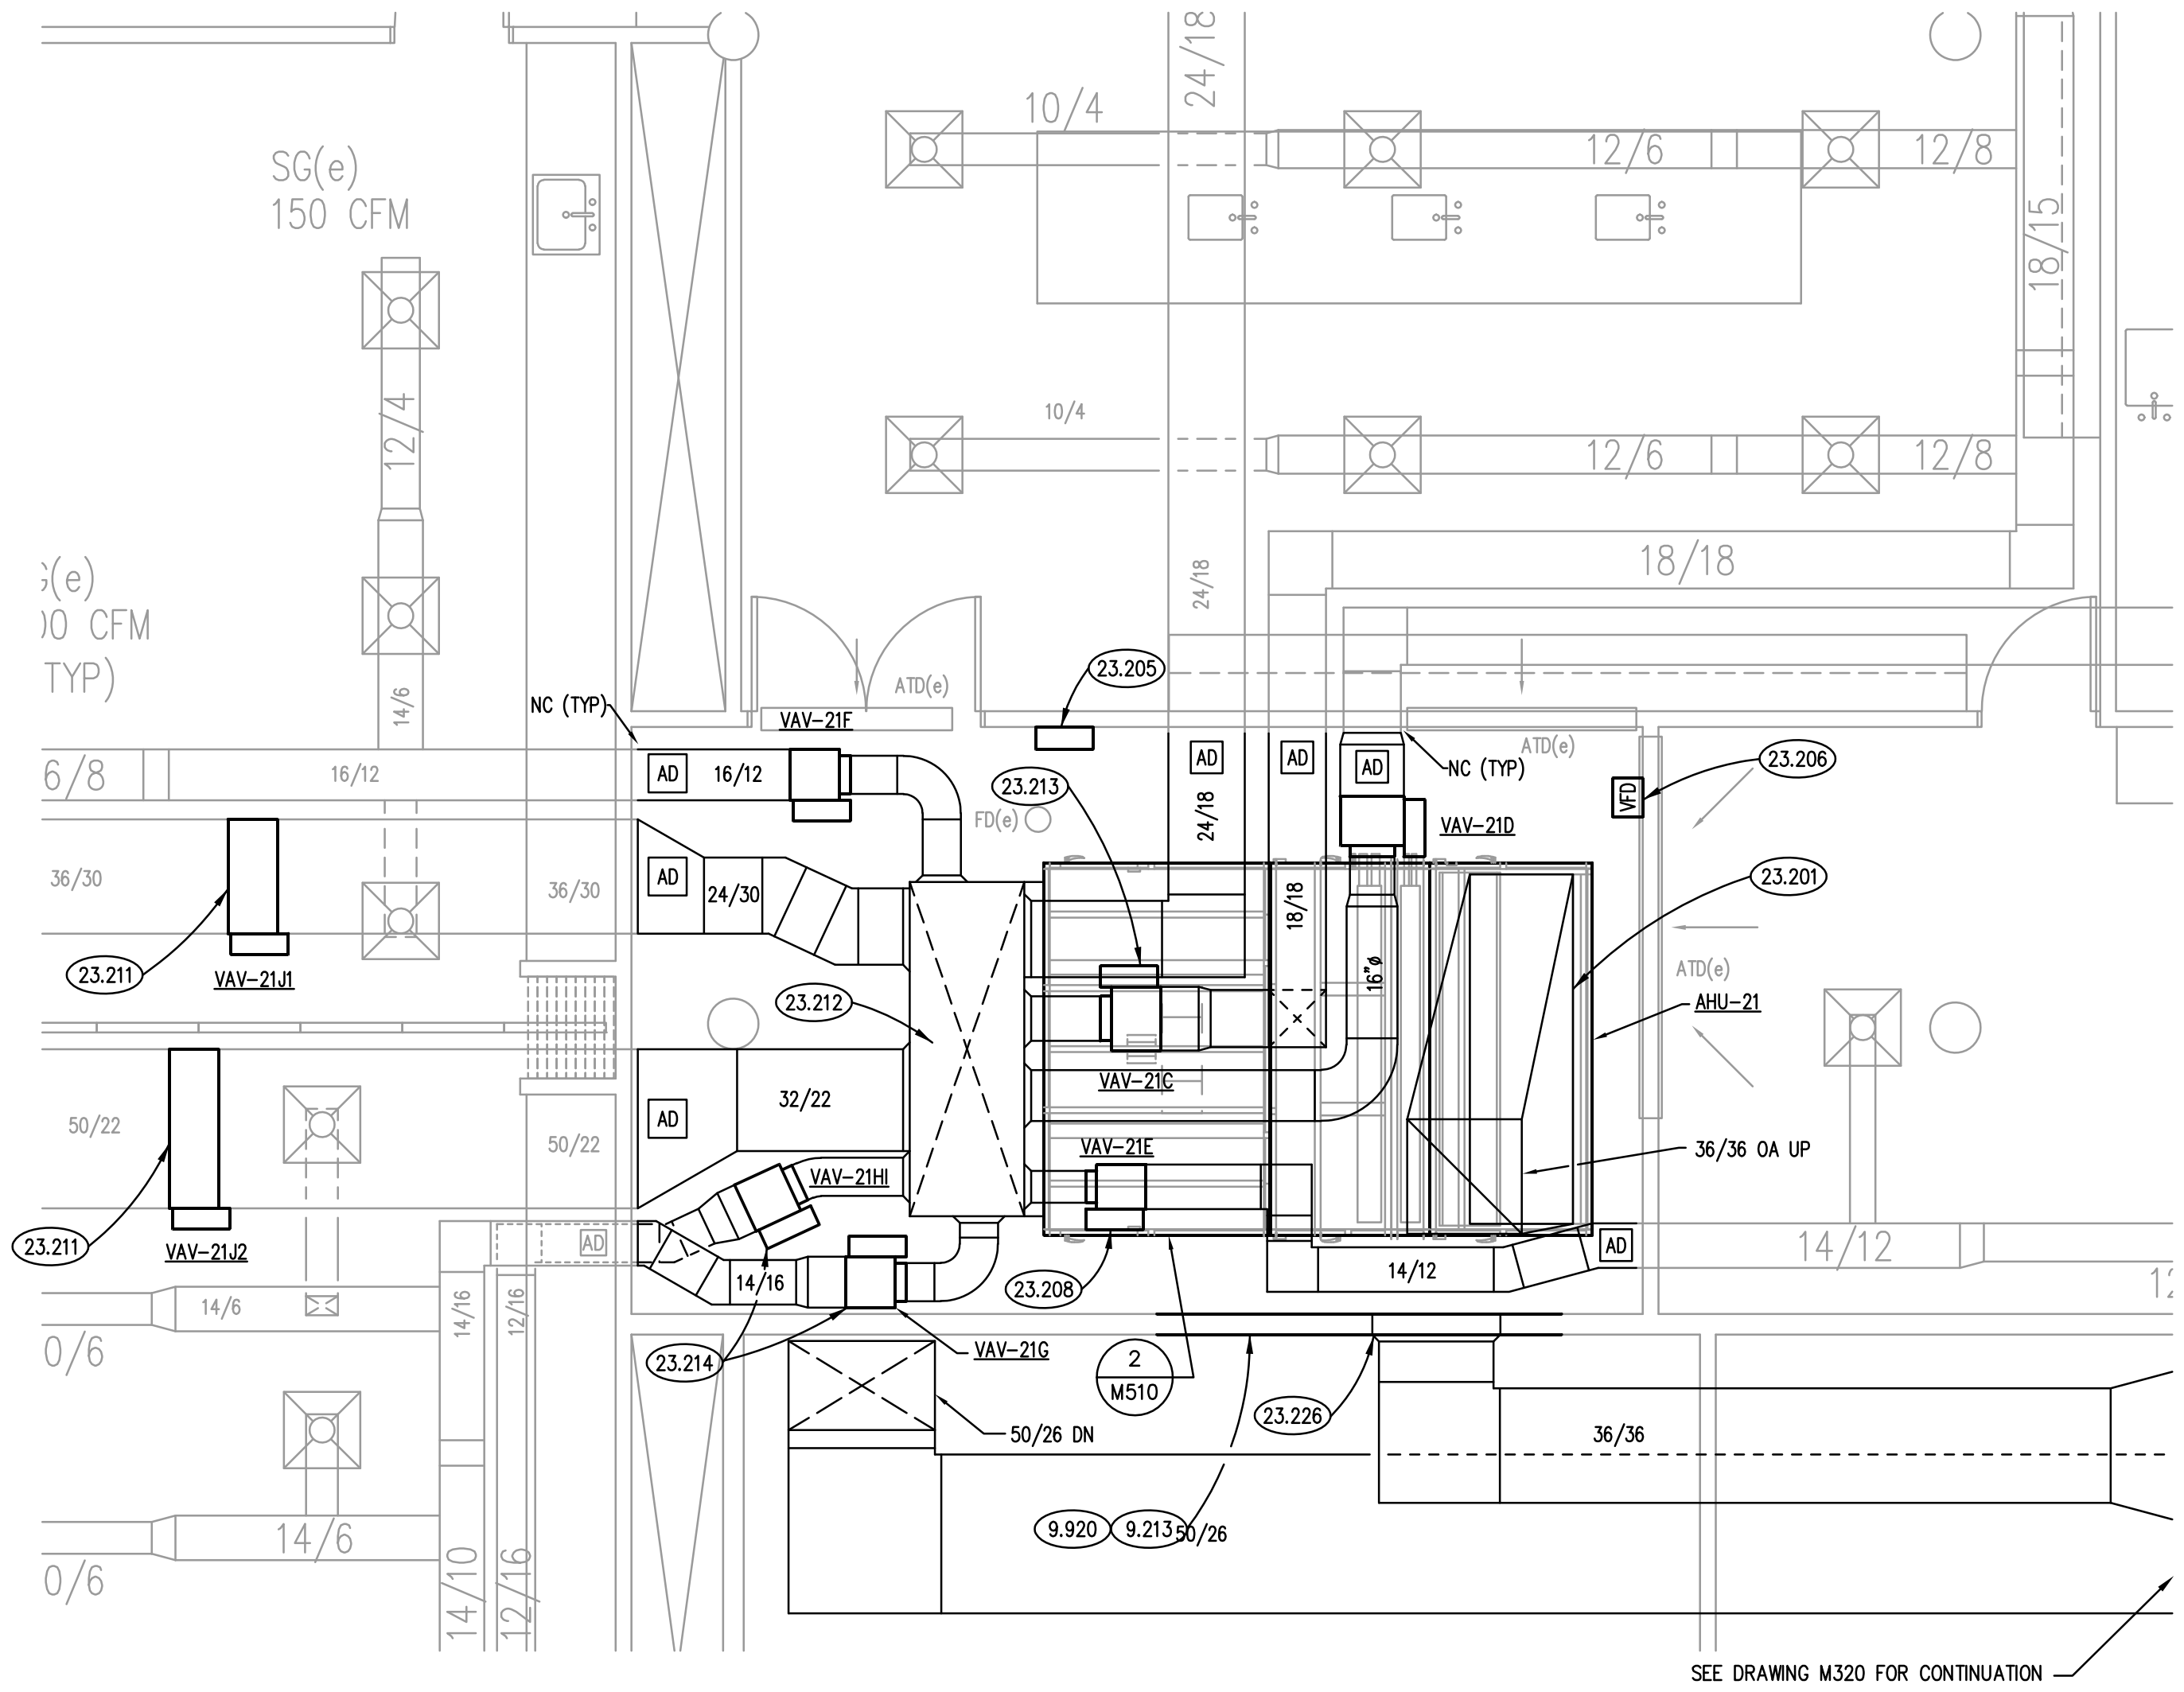 24/18
10/4
12/6
12/8
SG(e)
150 CFM
18/15
12/4
10/4
12/6
12/8
18/18
24/18
G(e)
00 CFM
TYP)
14/6
23.205
ATD(e)
NC (TYP)
VAV-21F
ATD(e)
23.206
6/8
16/12
AD
16/12
AD
AD
AD
NC (TYP)
23.213
VFD
24/18
FD(e)
VAV-21D
36/30
36/30
AD
24/30
18/18
23.201
23.211
VAV-21J1
16"ø
ATD(e)
23.212
AHU-21
VAV-21C
50/22
50/22
AD
32/22
VAV-21E
36/36 OA UP
VAV-21HI
23.211
VAV-21J2
AD
AD
14/12
14/16
14/12
23.208
12
14/6
14/16
12/16
0/6
23.214
VAV-21G
2
M510
23.226
50/26 DN
36/36
9.920
9.213
50/26
14/6
0/6
14/10
12/16
SEE DRAWING M320 FOR CONTINUATION